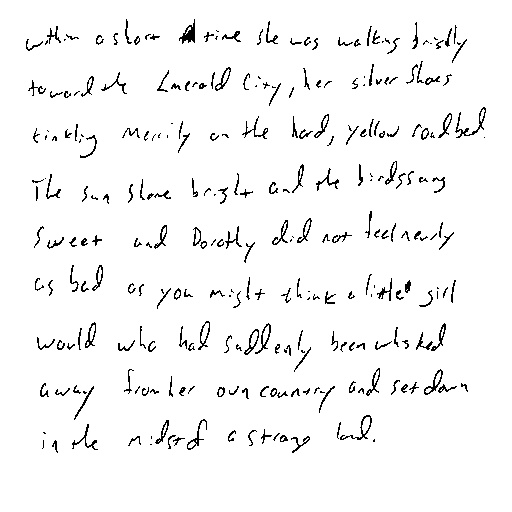 within a short time she was walking briskly
toward the Emerald City, her silver shoes
tinkling merrily on the hard, yellow roadbed.
The sun shone bright and the birds sang
sweet and Dorothy did not feel nearly
as bad as you might think a little girl
would who had suddenly been whisked
away from her own country and set down
in the midst of a strange land.